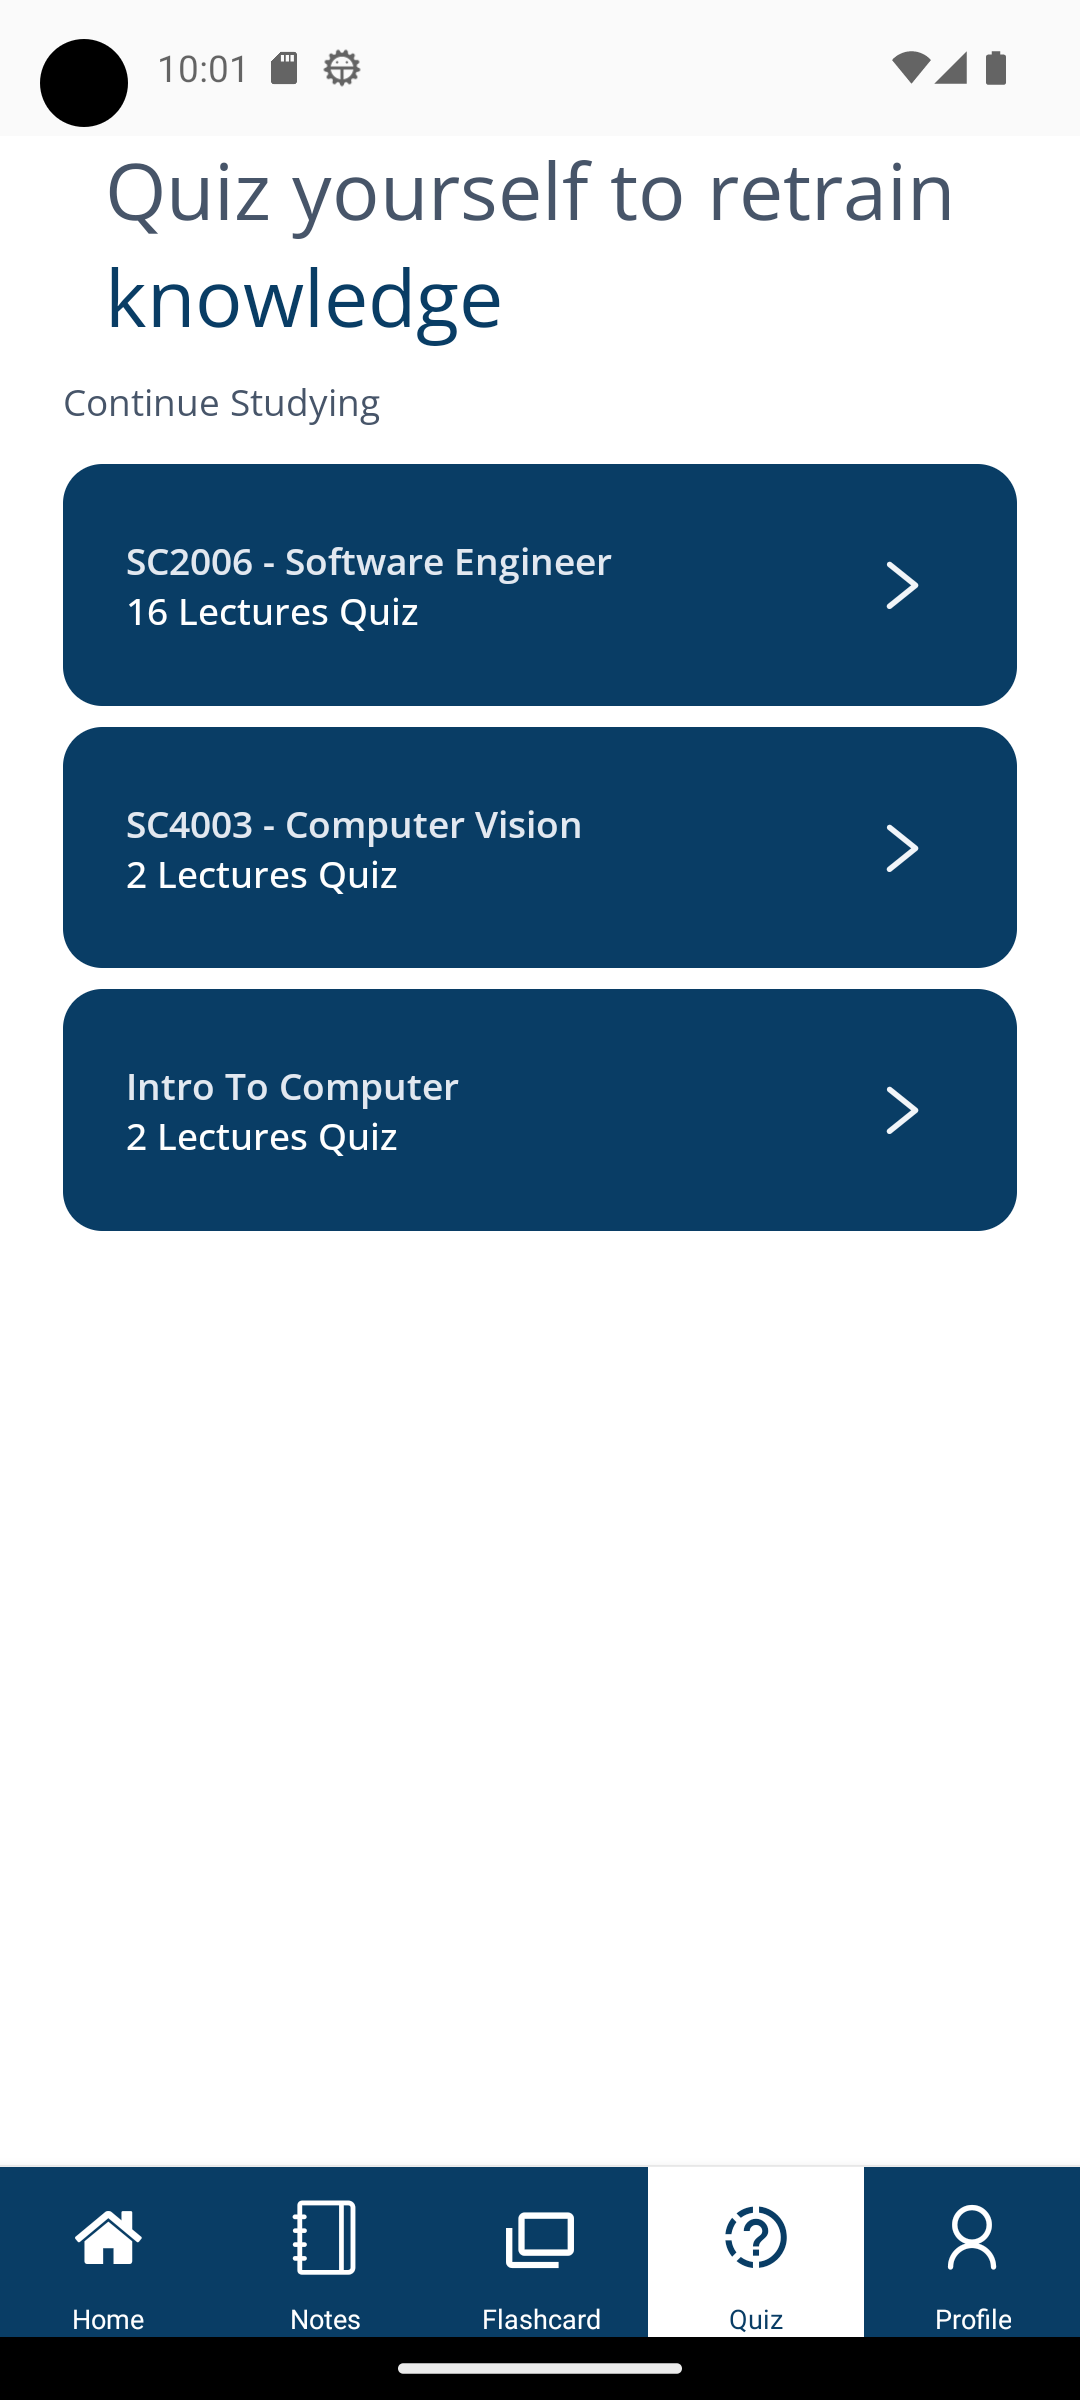 10:01
Quiz yourself to retrain
knowledge
Continue Studying
SC2006 - Software Engineer
16 Lectures Quiz
SC4003 - Computer Vision
2 Lectures Quiz
Intro To Computer
2 Lectures Quiz
Home
Notes
Flashcard
Quiz
Profile